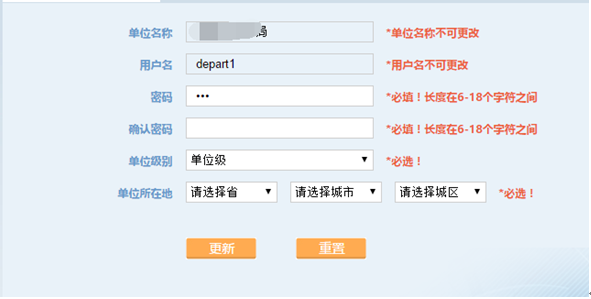 单位名称 局 *单位名称不可更改
用户名 depart1 *用户名不可更改
密码 ••• *必填！长度在6-18个字符之间
确认密码 *必填！长度在6-18个字符之间
单位级别 单位级 *必选！
单位所在地 请选择省 请选择城市 请选择城区 *必选！
更新 重置